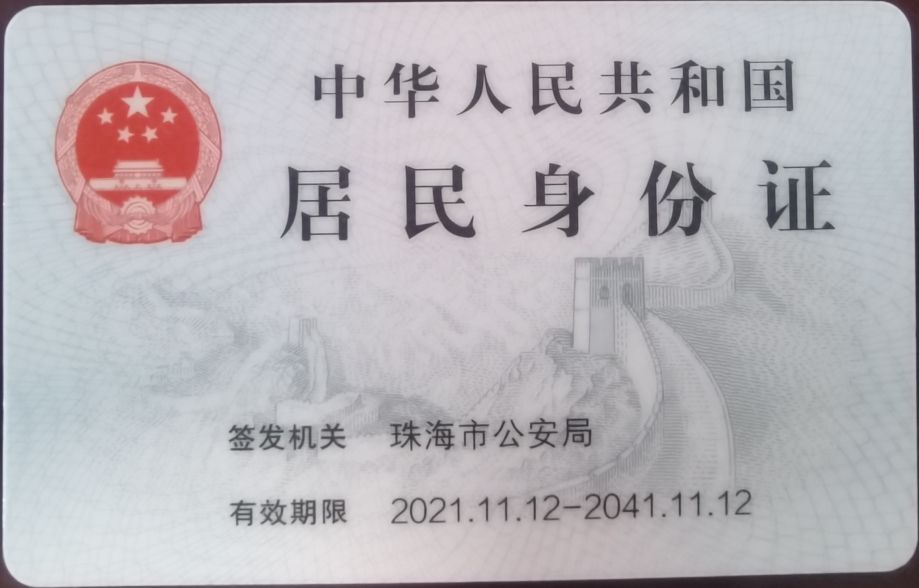 中华人民共和国
居民身份证
签发机关 珠海市公安局
有效期限 2021.11.12-2041.11.12